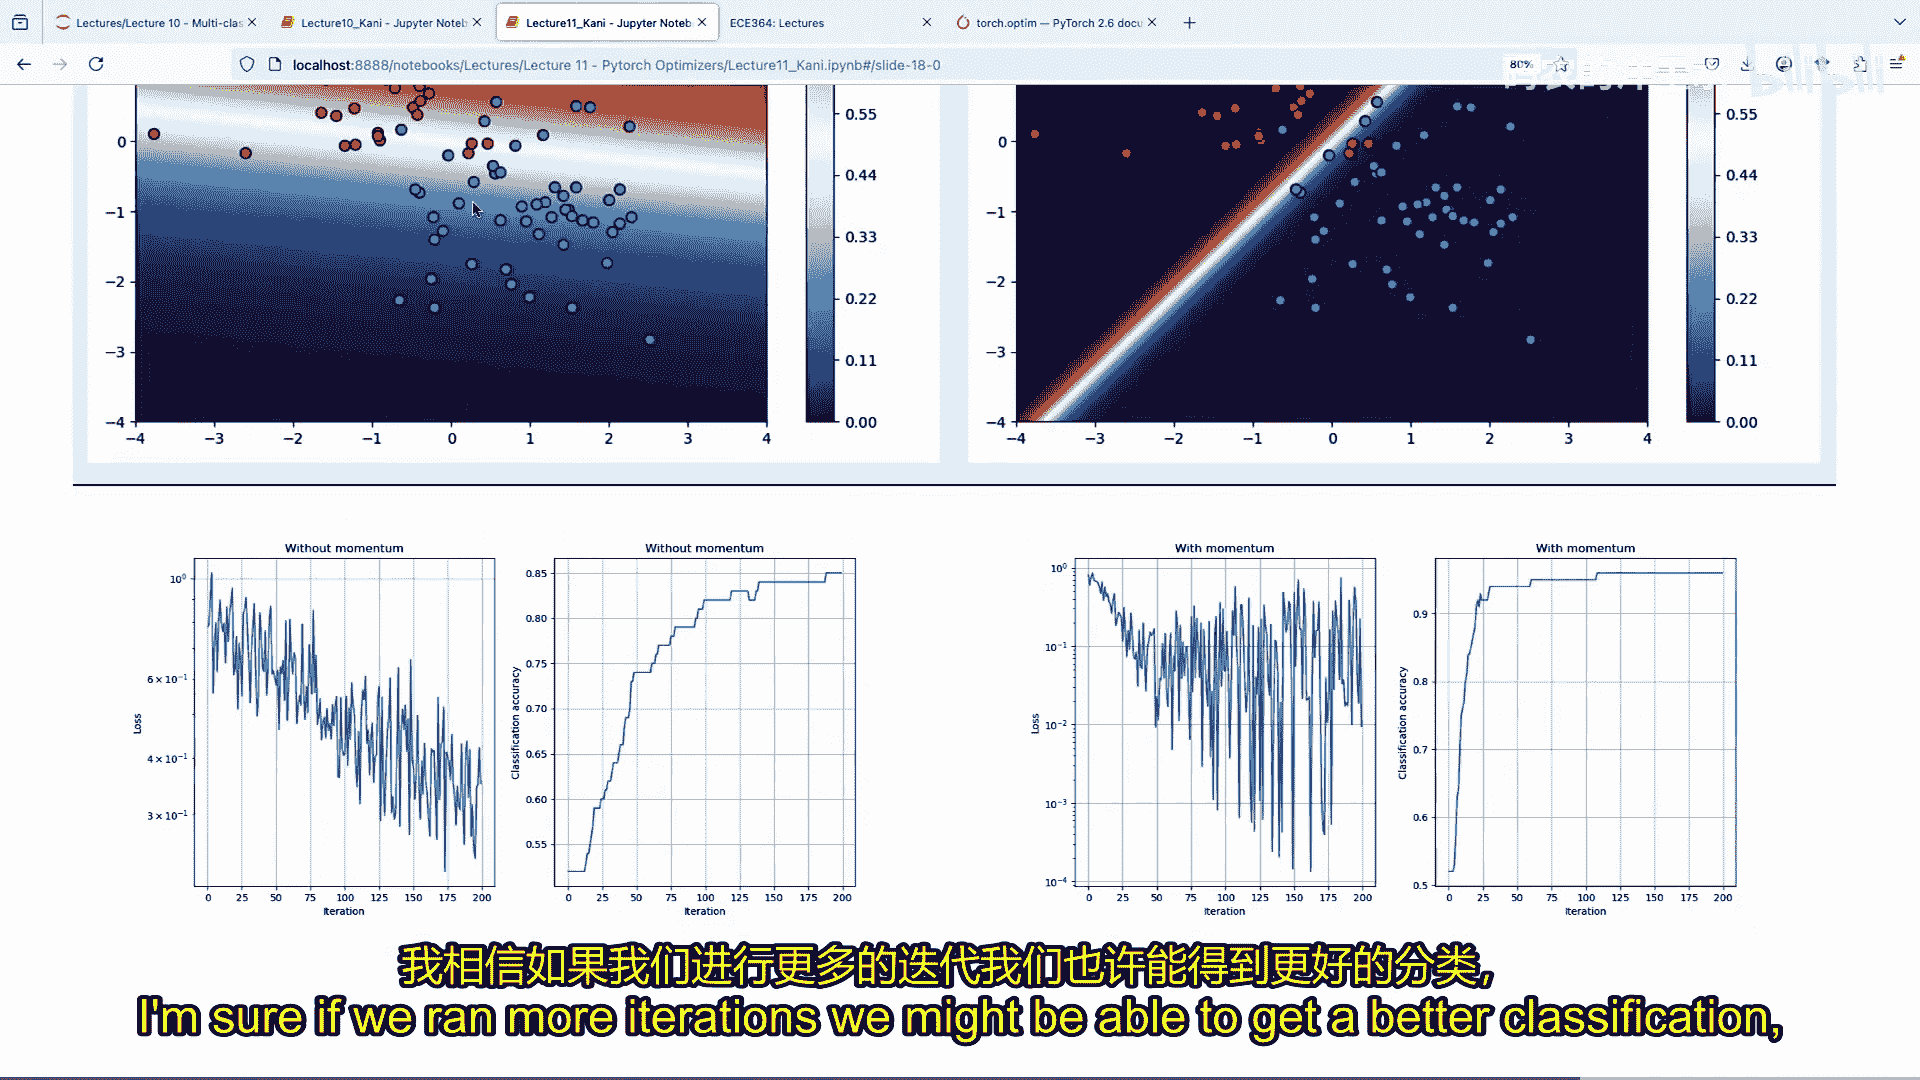 Lectures/Lecture 10 - Multi-clas
Lecture10_Kani - Jupyter Noteb
Lecture11_Kani - Jupyter Noteb
ECE364: Lectures
torch.optim — PyTorch 2.6 docu
localhost:8888/notebooks/Lectures/Lecture 11 - Pytorch Optimizers/Lecture11_Kani.ipynb#/slide-18-0
80%
0
−1
−2
−3
−4
−4 −3 −2 −1 0 1 2 3 4
0.55
0.44
0.33
0.22
0.11
0.00
0
−1
−2
−3
−4
−4 −3 −2 −1 0 1 2 3 4
0.55
0.44
0.33
0.22
0.11
0.00
Without momentum
10⁰
6 × 10⁻¹
4 × 10⁻¹
3 × 10⁻¹
Loss
0 25 50 75 100 125 150 175 200
Iteration
Without momentum
0.85
0.80
0.75
0.70
0.65
0.60
0.55
Classification accuracy
0 25 50 75 100 125 150 175 200
Iteration
With momentum
10⁰
10⁻¹
10⁻²
10⁻³
10⁻⁴
Loss
0 25 50 75 100 125 150 175 200
Iteration
With momentum
0.9
0.8
0.7
0.6
0.5
Classification accuracy
0 25 50 75 100 125 150 175 200
Iteration
我相信如果我们进行更多的迭代我们也许能得到更好的分类,
I'm sure if we ran more iterations we might be able to get a better classification,